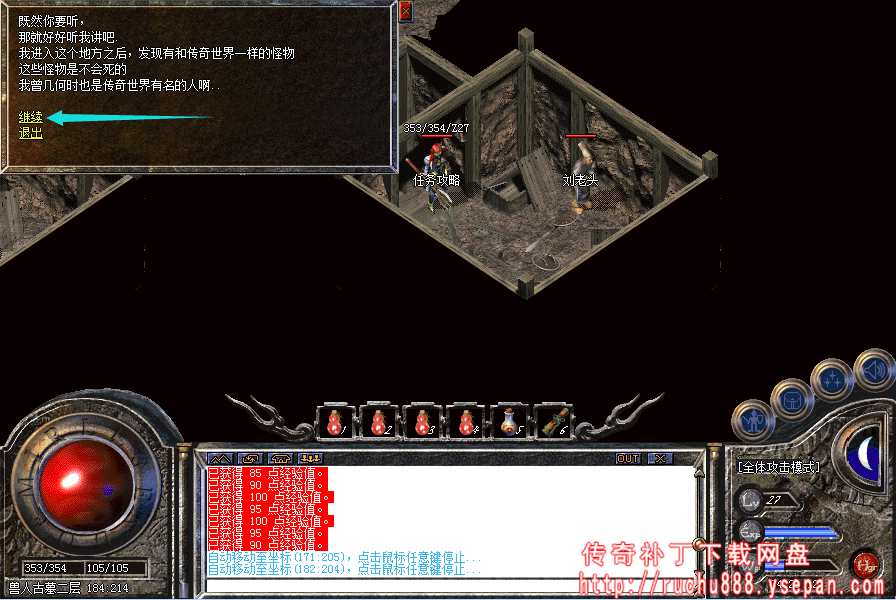 既然你要听,
那就好好听我讲吧.
我进入这个地方之后, 发现有和传奇世界一样的怪物
这些怪物是不会死的
我曾几何时也是传奇世界有名的人啊..
继续
退出
353/354/Z27
任务攻略
刘老头
1 2 3 4 5 6
OUT
已获得 85 点经验值。
已获得 90 点经验值。
已获得 100 点经验值。
已获得 95 点经验值。
已获得 100 点经验值。
已获得 95 点经验值。
已获得 90 点经验值。
自动移动至坐标(171:205), 点击鼠标任意键停止...
自动移动至坐标(182:204), 点击鼠标任意键停止...
353/354 105/105
兽人古墓二层 184:214
[全体攻击模式]
Lv 27
Exp
传奇补丁下载网盘
http://ruchu888.ysepan.com